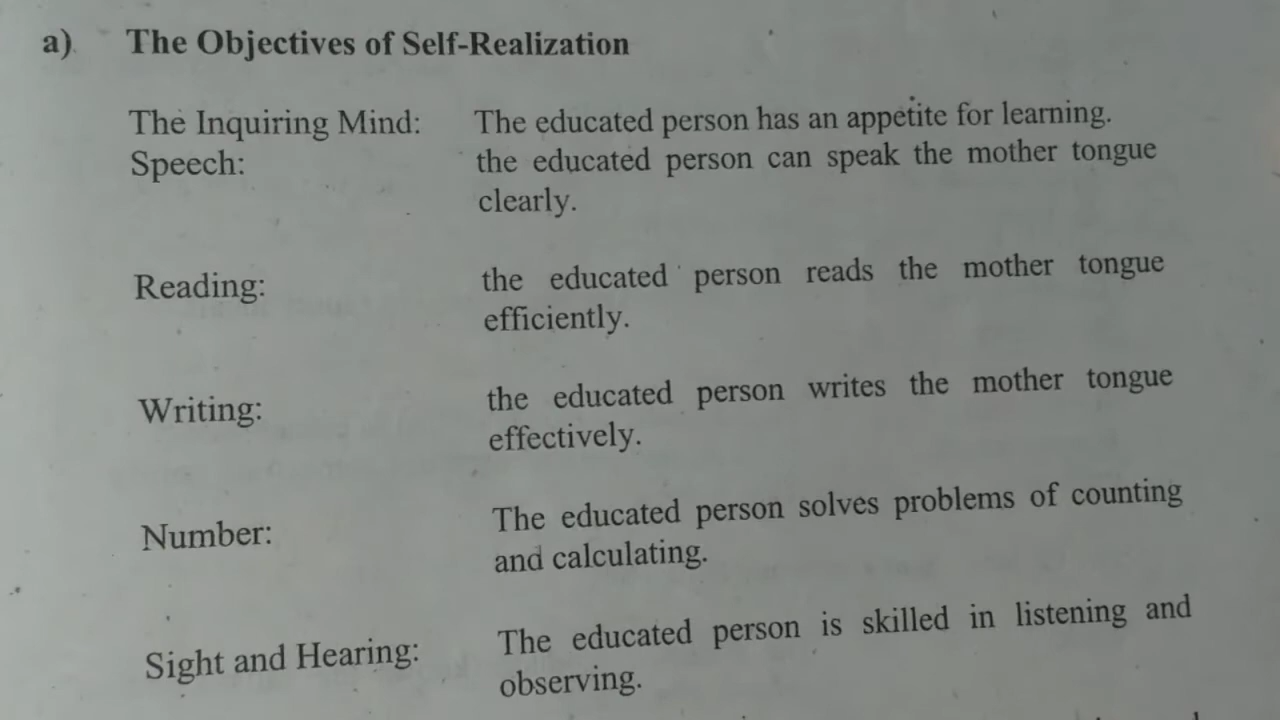 a) The Objectives of Self-Realization
The Inquiring Mind: The educated person has an appetite for learning.
Speech: the educated person can speak the mother tongue
clearly.
Reading: the educated person reads the mother tongue
efficiently.
Writing: the educated person writes the mother tongue
effectively.
Number: The educated person solves problems of counting
and calculating.
Sight and Hearing: The educated person is skilled in listening and
observing.